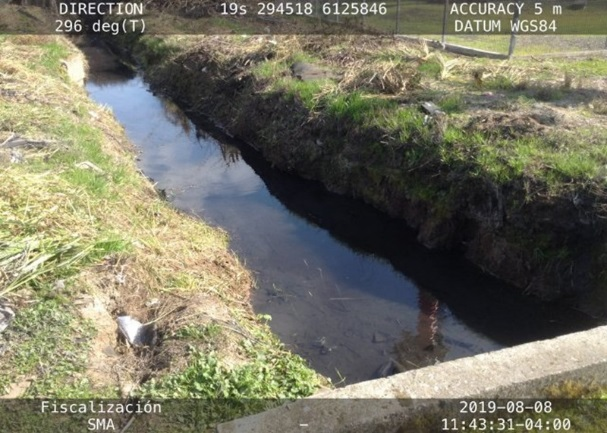 DIRECTION
296 deg(T)
19s 294518 6125846
ACCURACY 5 m
DATUM WGS84
Fiscalización
SMA
–
2019-08-08
11:43:31-04:00